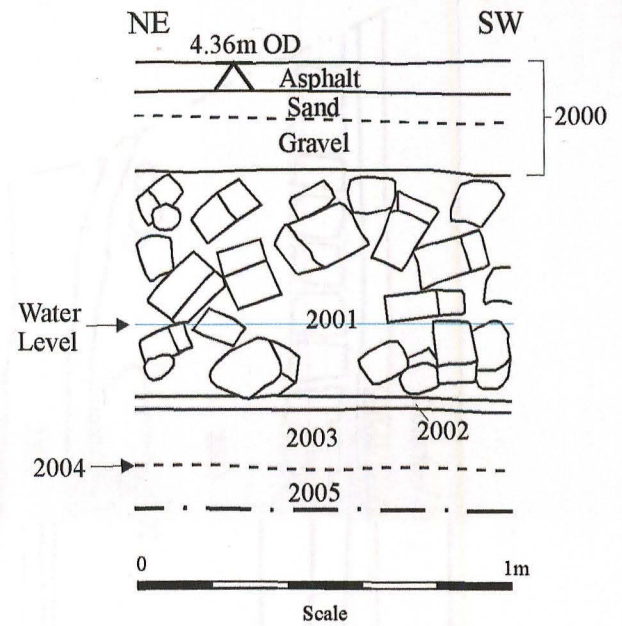 NE SW
4.36m OD
Asphalt
Sand
2000
Gravel
Water
Level
2001
2002
2003
2004
2005
0 1m
Scale